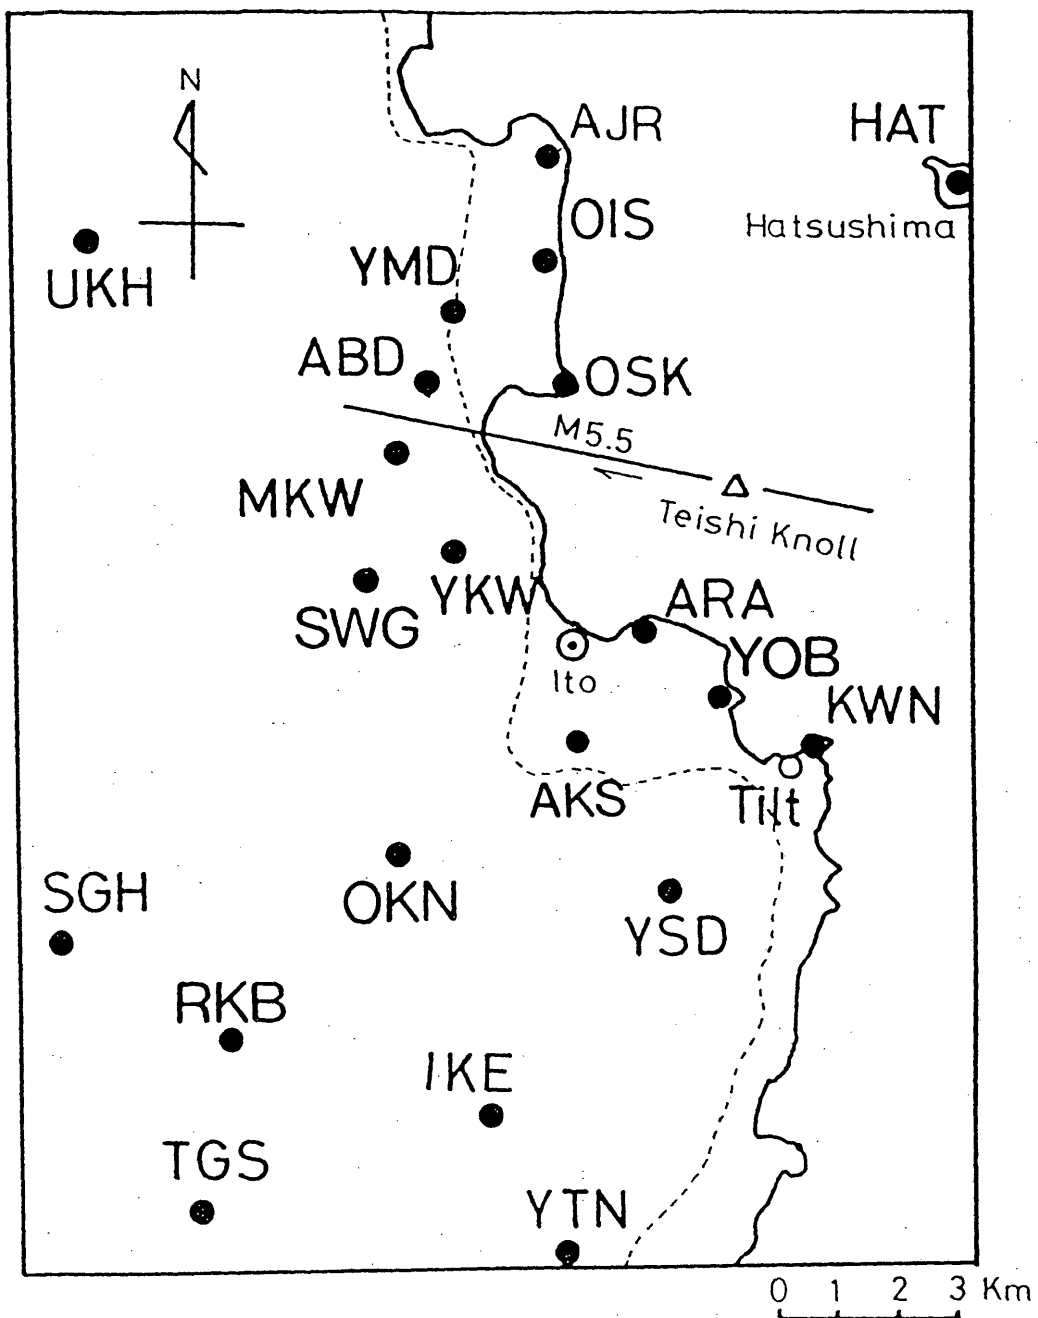 N
AJR
HAT
OIS
Hatsushima
YMD
UKH
ABD
OSK
M5.5
MKW
Teishi Knoll
YKW
ARA
SWG
YOB
Ito
KWN
AKS
Tilt
SGH
OKN
YSD
RKB
IKE
TGS
YTN
0 1 2 3 Km